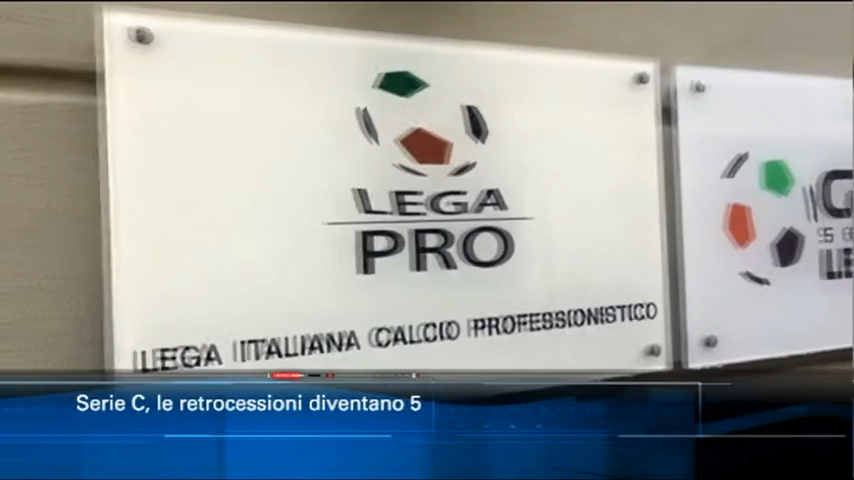 LEGA
PRO
LEGA ITALIANA CALCIO PROFESSIONISTICO
Serie C, le retrocessioni diventano 5